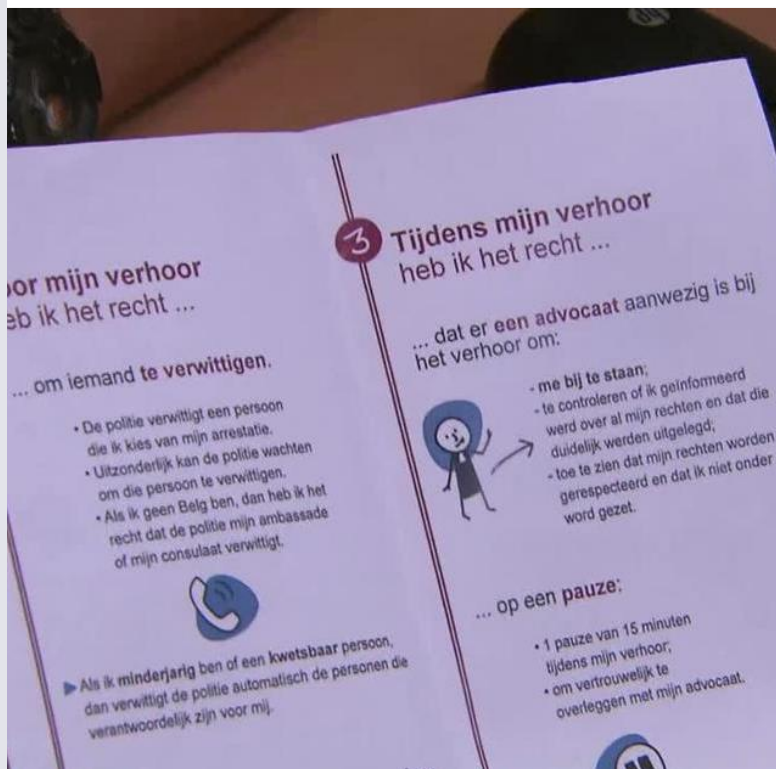 or mijn verhoor
eb ik het recht ...
... om iemand te verwittigen.
• De politie verwittigt een persoon
die ik kies van mijn arrestatie.
• Uitzonderlijk kan de politie wachten
om die persoon te verwittigen.
• Als ik geen Belg ben, dan heb ik het
recht dat de politie mijn ambassade
of mijn consulaat verwittigt.
▶ Als ik minderjarig ben of een kwetsbaar persoon,
dan verwittigt de politie automatisch de personen die
verantwoordelijk zijn voor mij.
3
Tijdens mijn verhoor
heb ik het recht ...
... dat er een advocaat aanwezig is bij
het verhoor om:
- me bij te staan;
- te controleren of ik geïnformeerd
werd over al mijn rechten en dat die
duidelijk werden uitgelegd;
- toe te zien dat mijn rechten worden
gerespecteerd en dat ik niet onder
word gezet.
... op een pauze:
• 1 pauze van 15 minuten
tijdens mijn verhoor;
• om vertrouwelijk te
overleggen met mijn advocaat.